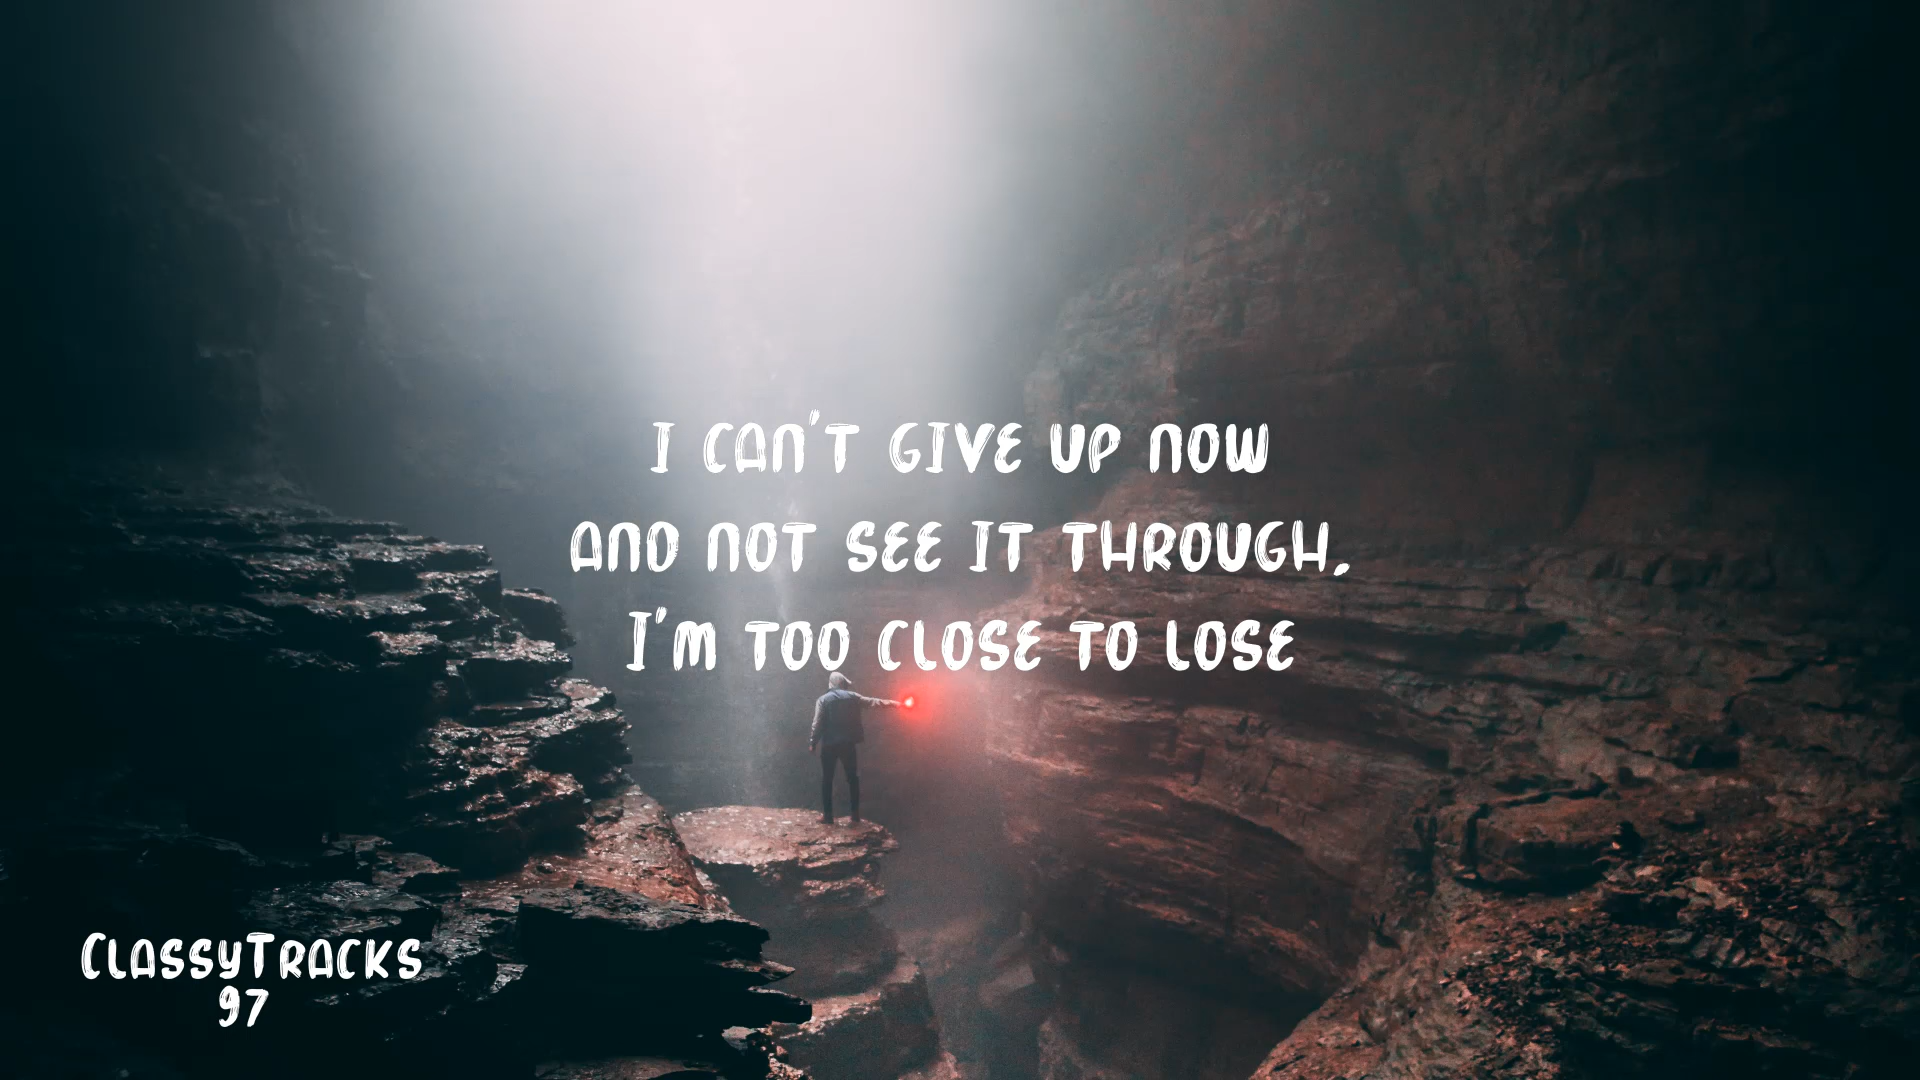 I CAN'T GIVE UP NOW
AND NOT SEE IT THROUGH.
I'M TOO CLOSE TO LOSE
CLASSYTRACKS
97